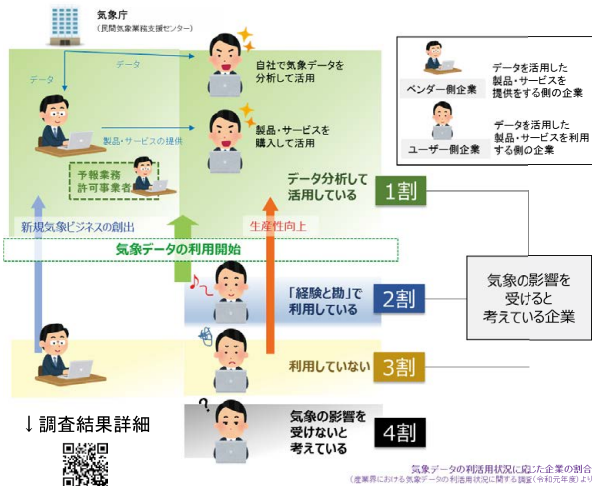 気象庁
（民間気象業務支援センター）
データ
データ
自社で気象データを
分析して活用
製品・サービスの提供
製品・サービスを
購入して活用
予報業務
許可事業者
データ分析して
活用している
1割
新規気象ビジネスの創出
生産性向上
気象データの利用開始
「経験と勘」で
利用している
2割
利用していない
3割
気象の影響を
受けないと
考えている
4割
気象の影響を
受けると
考えている企業
ベンダー側企業
データを活用した
製品・サービスを
提供をする側の企業
ユーザー側企業
データを活用した
製品・サービスを利用
する側の企業
？
↓調査結果詳細
気象データの利活用状況に応じた企業の割合
（産業界における気象データの利活用状況に関する調査（令和元年度）より